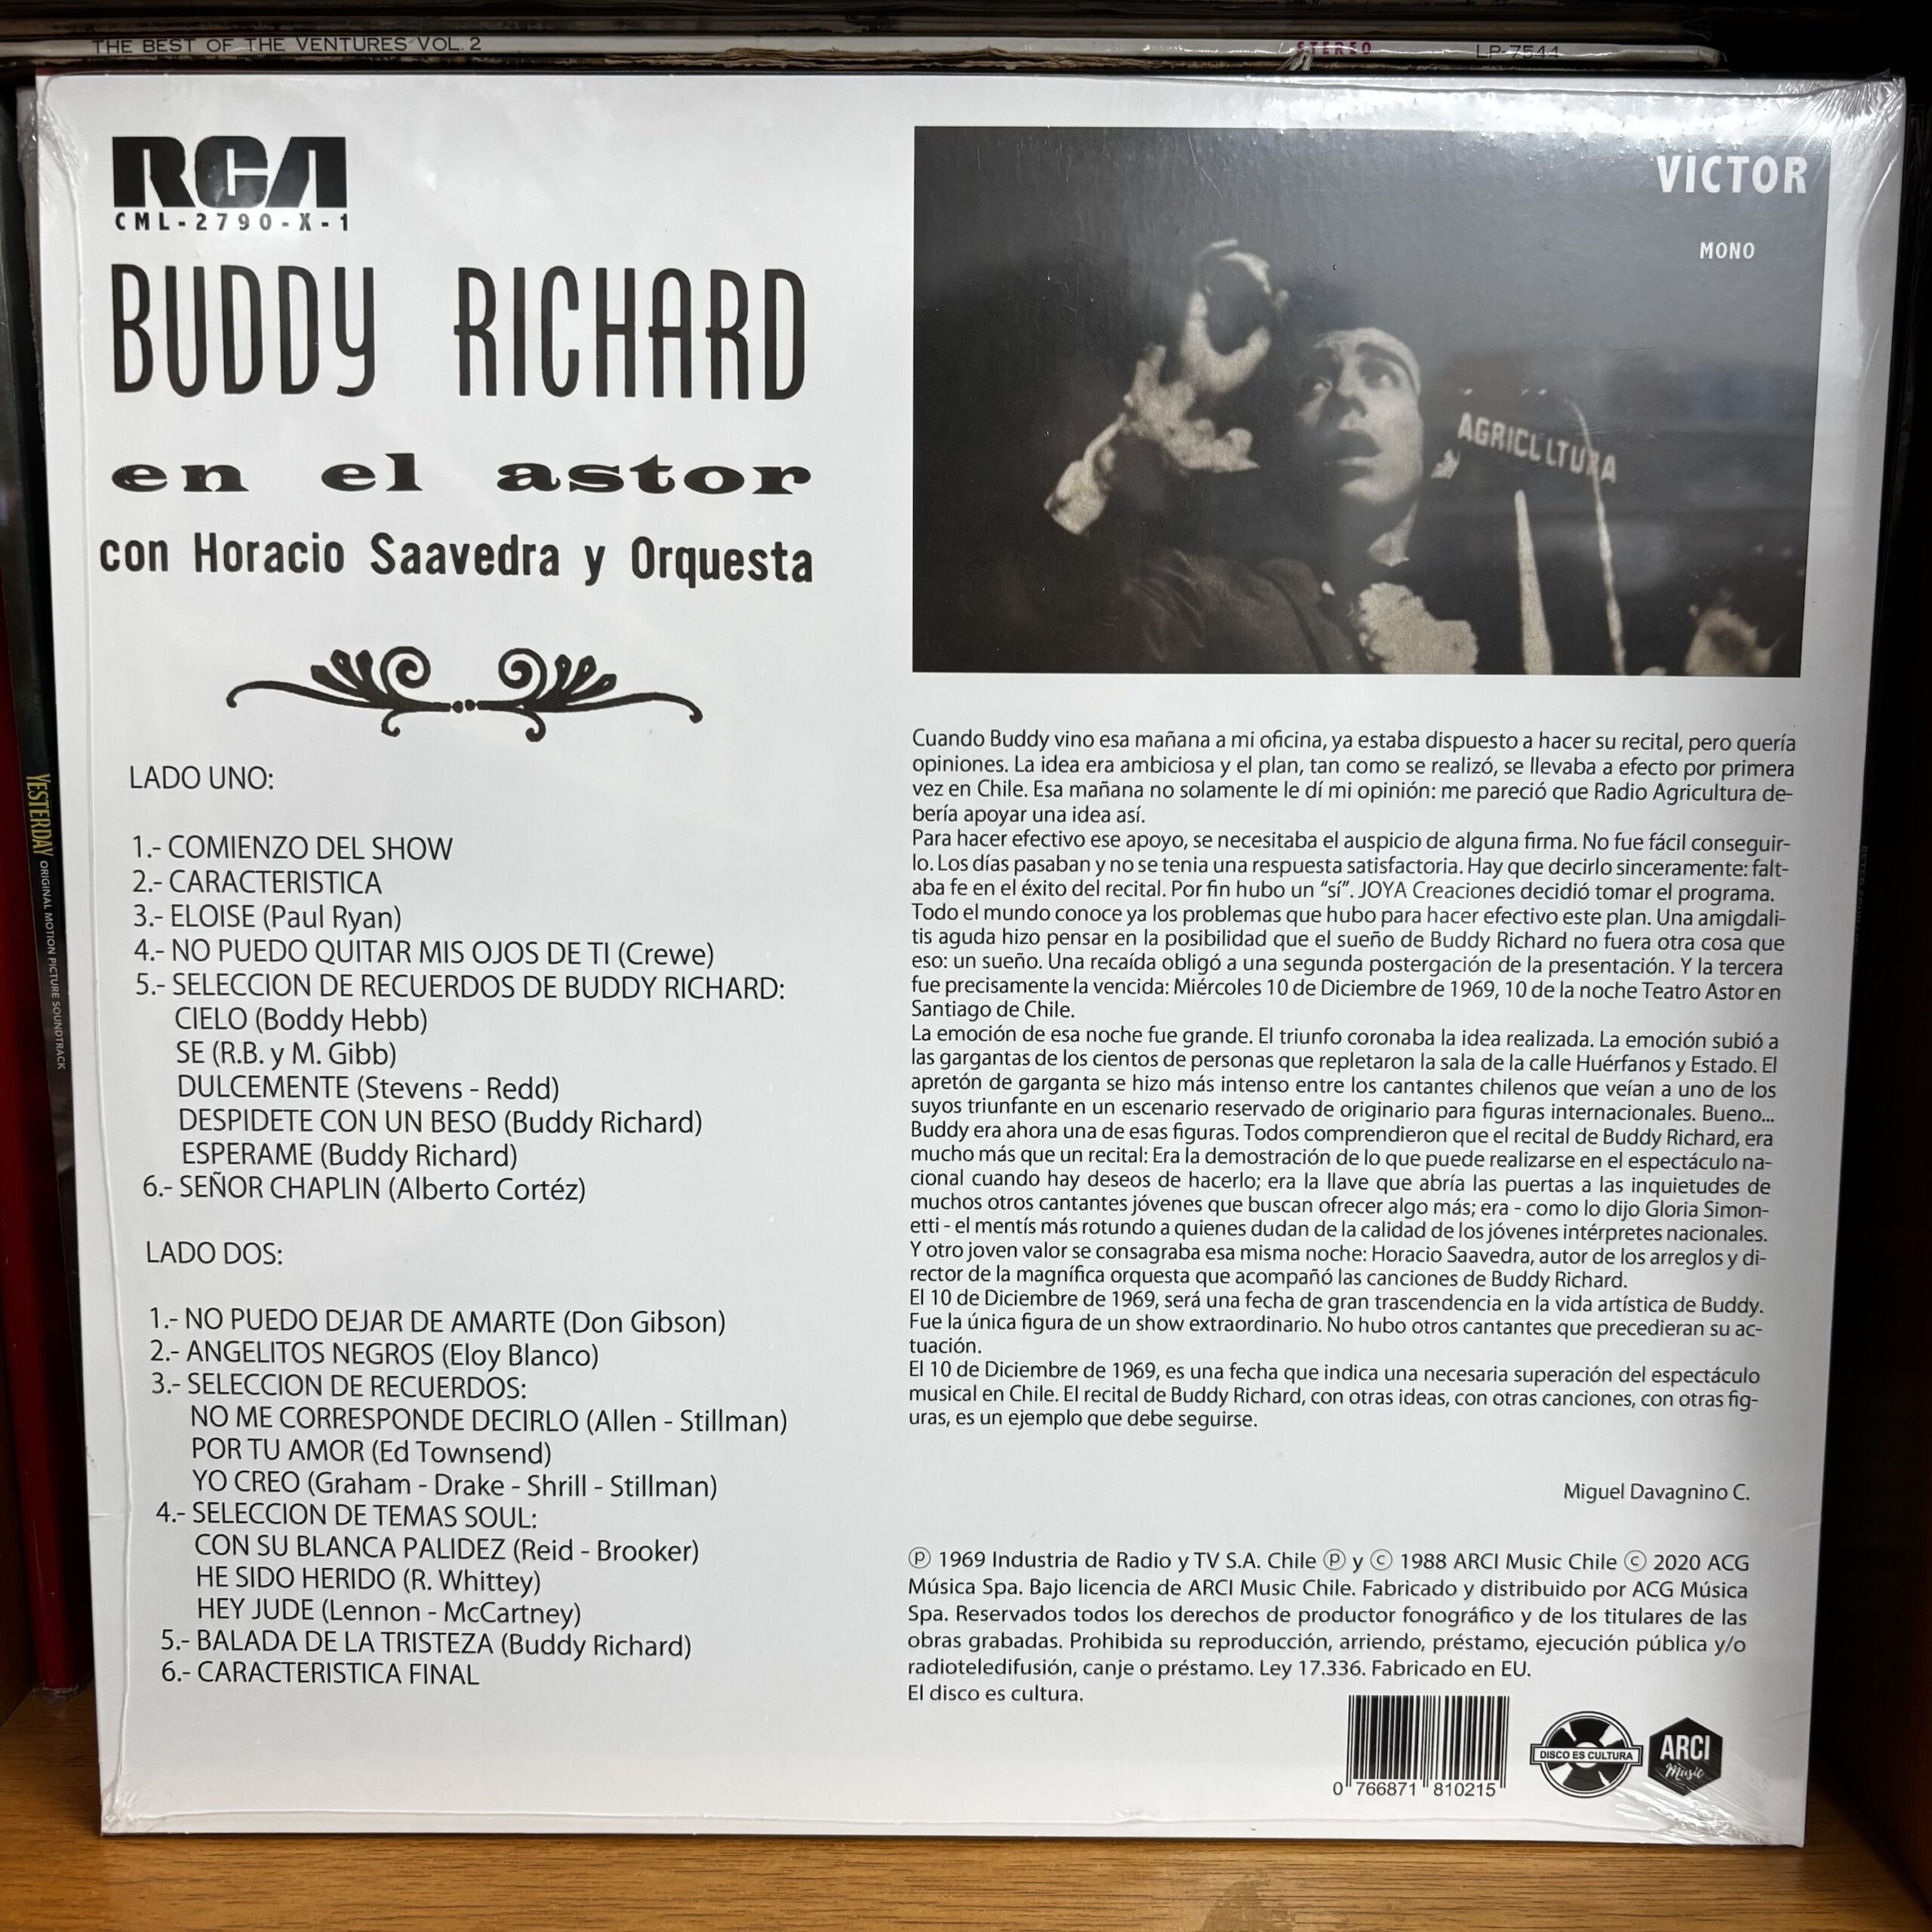 THE BEST OF THE VENTURES VOL. 2
STEREO
LP-7544
YESTERDAY ORIGINAL MOTION PICTURE SOUNDTRACK
RCA
CML-2790-X-1
BUDDY RICHARD
en el astor
con Horacio Saavedra y Orquesta
LADO UNO:
1.- COMIENZO DEL SHOW
2.- CARACTERISTICA
3.- ELOISE (Paul Ryan)
4.- NO PUEDO QUITAR MIS OJOS DE TI (Crewe)
5.- SELECCION DE RECUERDOS DE BUDDY RICHARD:
CIELO (Boddy Hebb)
SE (R.B. y M. Gibb)
DULCEMENTE (Stevens - Redd)
DESPIDETE CON UN BESO (Buddy Richard)
ESPERAME (Buddy Richard)
6.- SEÑOR CHAPLIN (Alberto Cortéz)
LADO DOS:
1.- NO PUEDO DEJAR DE AMARTE (Don Gibson)
2.- ANGELITOS NEGROS (Eloy Blanco)
3.- SELECCION DE RECUERDOS:
NO ME CORRESPONDE DECIRLO (Allen - Stillman)
POR TU AMOR (Ed Townsend)
YO CREO (Graham - Drake - Shrill - Stillman)
4.- SELECCION DE TEMAS SOUL:
CON SU BLANCA PALIDEZ (Reid - Brooker)
HE SIDO HERIDO (R. Whittey)
HEY JUDE (Lennon - McCartney)
5.- BALADA DE LA TRISTEZA (Buddy Richard)
6.- CARACTERISTICA FINAL
VICTOR
MONO
AGRICULTURA
Cuando Buddy vino esa mañana a mi oficina, ya estaba dispuesto a hacer su recital, pero quería
opiniones. La idea era ambiciosa y el plan, tan como se realizó, se llevaba a efecto por primera
vez en Chile. Esa mañana no solamente le dí mi opinión: me pareció que Radio Agricultura de-
bería apoyar una idea así.
Para hacer efectivo ese apoyo, se necesitaba el auspicio de alguna firma. No fue fácil conseguir-
lo. Los días pasaban y no se tenia una respuesta satisfactoria. Hay que decirlo sinceramente: falt-
aba fe en el éxito del recital. Por fin hubo un “sí”. JOYA Creaciones decidió tomar el programa.
Todo el mundo conoce ya los problemas que hubo para hacer efectivo este plan. Una amigdali-
tis aguda hizo pensar en la posibilidad que el sueño de Buddy Richard no fuera otra cosa que
eso: un sueño. Una recaída obligó a una segunda postergación de la presentación. Y la tercera
fue precisamente la vencida: Miércoles 10 de Diciembre de 1969, 10 de la noche Teatro Astor en
Santiago de Chile.
La emoción de esa noche fue grande. El triunfo coronaba la idea realizada. La emoción subió a
las gargantas de los cientos de personas que repletaron la sala de la calle Huérfanos y Estado. El
apretón de garganta se hizo más intenso entre los cantantes chilenos que veían a uno de los
suyos triunfante en un escenario reservado de originario para figuras internacionales. Bueno...
Buddy era ahora una de esas figuras. Todos comprendieron que el recital de Buddy Richard, era
mucho más que un recital: Era la demostración de lo que puede realizarse en el espectáculo na-
cional cuando hay deseos de hacerlo; era la llave que abría las puertas a las inquietudes de
muchos otros cantantes jóvenes que buscan ofrecer algo más; era - como lo dijo Gloria Simon-
etti - el mentís más rotundo a quienes dudan de la calidad de los jóvenes intérpretes nacionales.
Y otro joven valor se consagraba esa misma noche: Horacio Saavedra, autor de los arreglos y di-
rector de la magnífica orquesta que acompañó las canciones de Buddy Richard.
El 10 de Diciembre de 1969, será una fecha de gran trascendencia en la vida artística de Buddy.
Fue la única figura de un show extraordinario. No hubo otros cantantes que precedieran su ac-
tuación.
El 10 de Diciembre de 1969, es una fecha que indica una necesaria superación del espectáculo
musical en Chile. El recital de Buddy Richard, con otras ideas, con otras canciones, con otras fig-
uras, es un ejemplo que debe seguirse.
Miguel Davagnino C.
℗ 1969 Industria de Radio y TV S.A. Chile ℗ y © 1988 ARCI Music Chile © 2020 ACG
Música Spa. Bajo licencia de ARCI Music Chile. Fabricado y distribuido por ACG Música
Spa. Reservados todos los derechos de productor fonográfico y de los titulares de las
obras grabadas. Prohibida su reproducción, arriendo, préstamo, ejecución pública y/o
radioteledifusión, canje o préstamo. Ley 17.336. Fabricado en EU.
El disco es cultura.
0 766871 810215
DISCO ES CULTURA
ARCI
Music